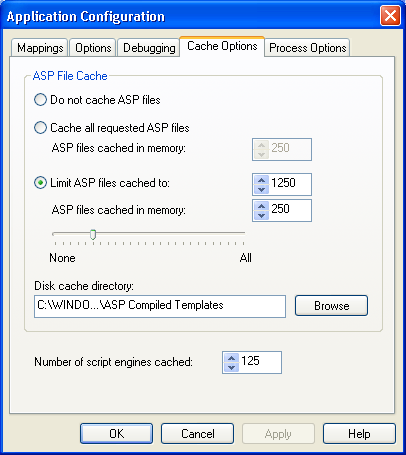 Application Configuration
Mappings Options Debugging Cache Options Process Options
ASP File Cache
Do not cache ASP files
Cache all requested ASP files
ASP files cached in memory: 250
Limit ASP files cached to: 1250
ASP files cached in memory: 250
None All
Disk cache directory:
C:\WINDO...\ASP Compiled Templates Browse
Number of script engines cached: 125
OK Cancel Apply Help